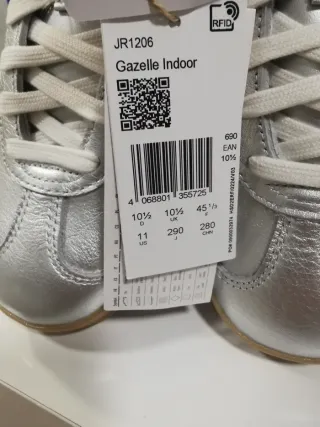 RFID
JR1206
Gazelle Indoor
690
EAN
10½
4 068801 355725
10½ 10½ 45 1/3
D UK F
11 290 280
US J CHN